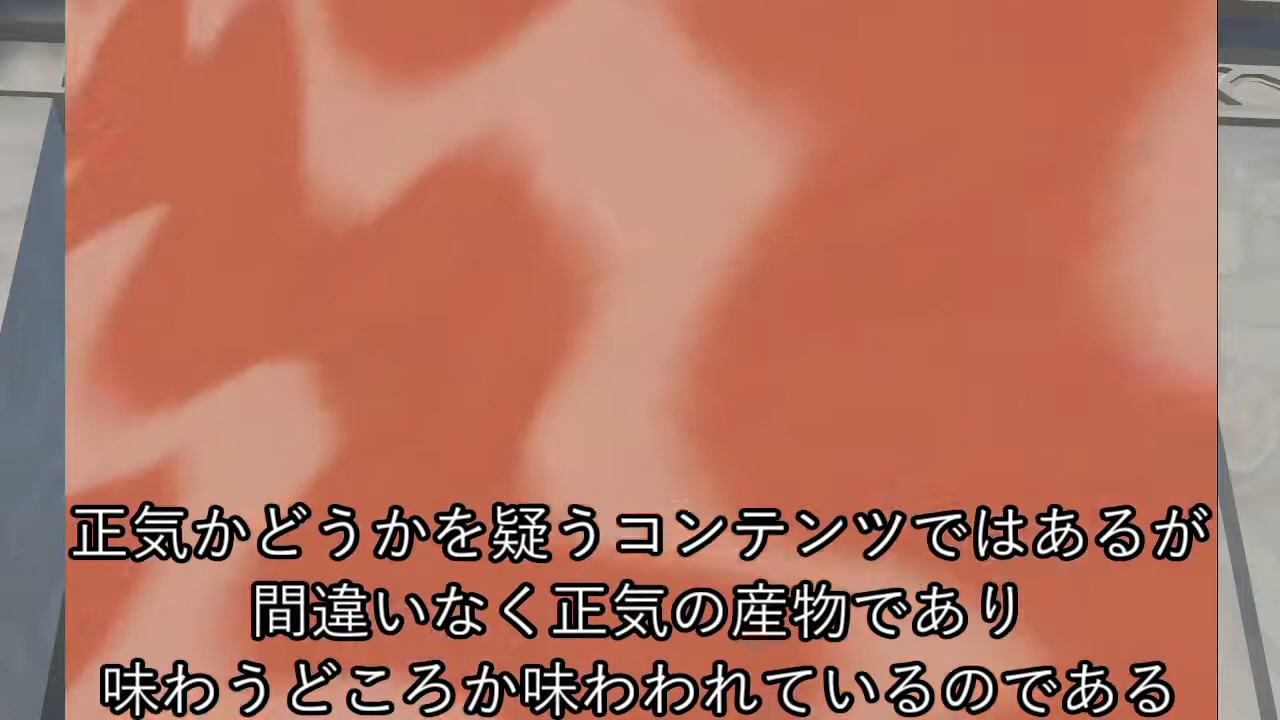 正気かどうかを疑うコンテンツではあるが
間違いなく正気の産物であり
味わうどころか味わわれているのである